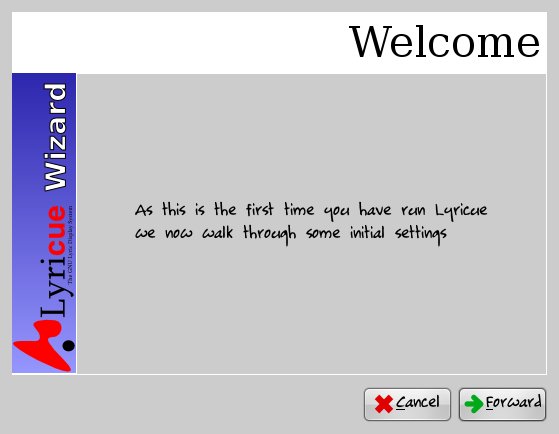 Welcome
Lyricue Wizard
The GNU Lyric Display System
As this is the first time you have run Lyricue
we now walk through some initial settings
Cancel
Forward